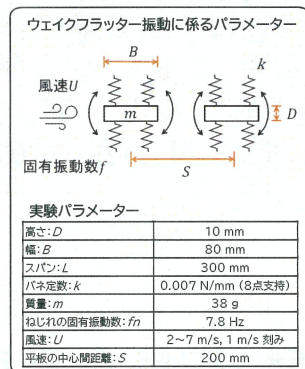 ウェイクフラッター振動に係るパラメーター
B
k
風速U
m
D
固有振動数f
S
実験パラメーター
高さ:D 10 mm
幅:B 80 mm
スパン:L 300 mm
バネ定数:k 0.007 N/mm (8点支持)
質量:m 38 g
ねじれの固有振動数:fn 7.8 Hz
風速:U 2~7 m/s, 1 m/s 刻み
平板の中心間距離:S 200 mm